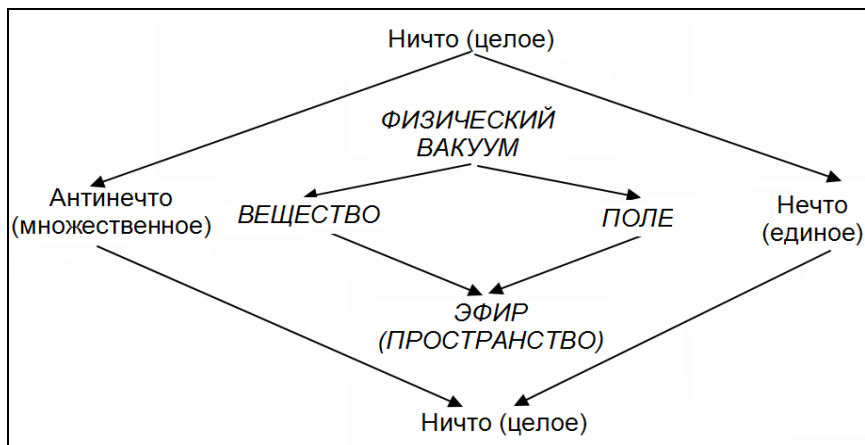 Ничто (целое)
ФИЗИЧЕСКИЙ
ВАКУУМ
Антинечто
(множественное)
ВЕЩЕСТВО
ПОЛЕ
Нечто
(единое)
ЭФИР
(ПРОСТРАНСТВО)
Ничто (целое)